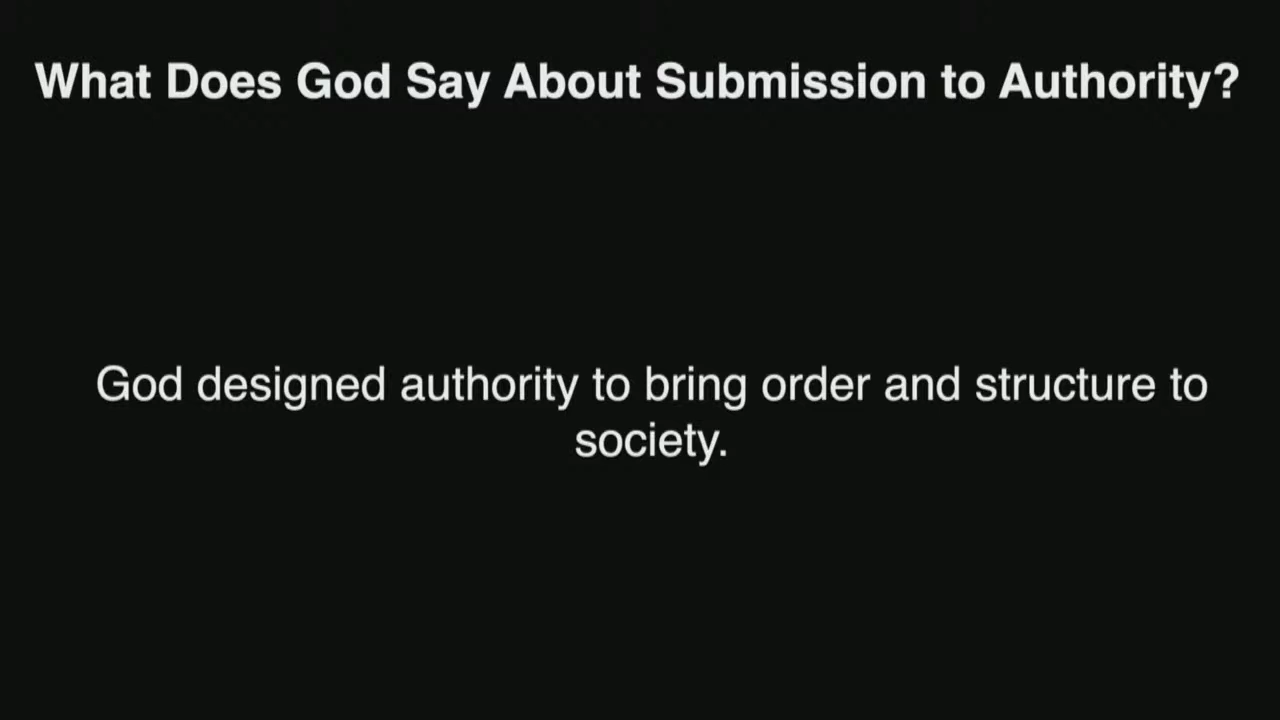 What Does God Say About Submission to Authority?
God designed authority to bring order and structure to
society.